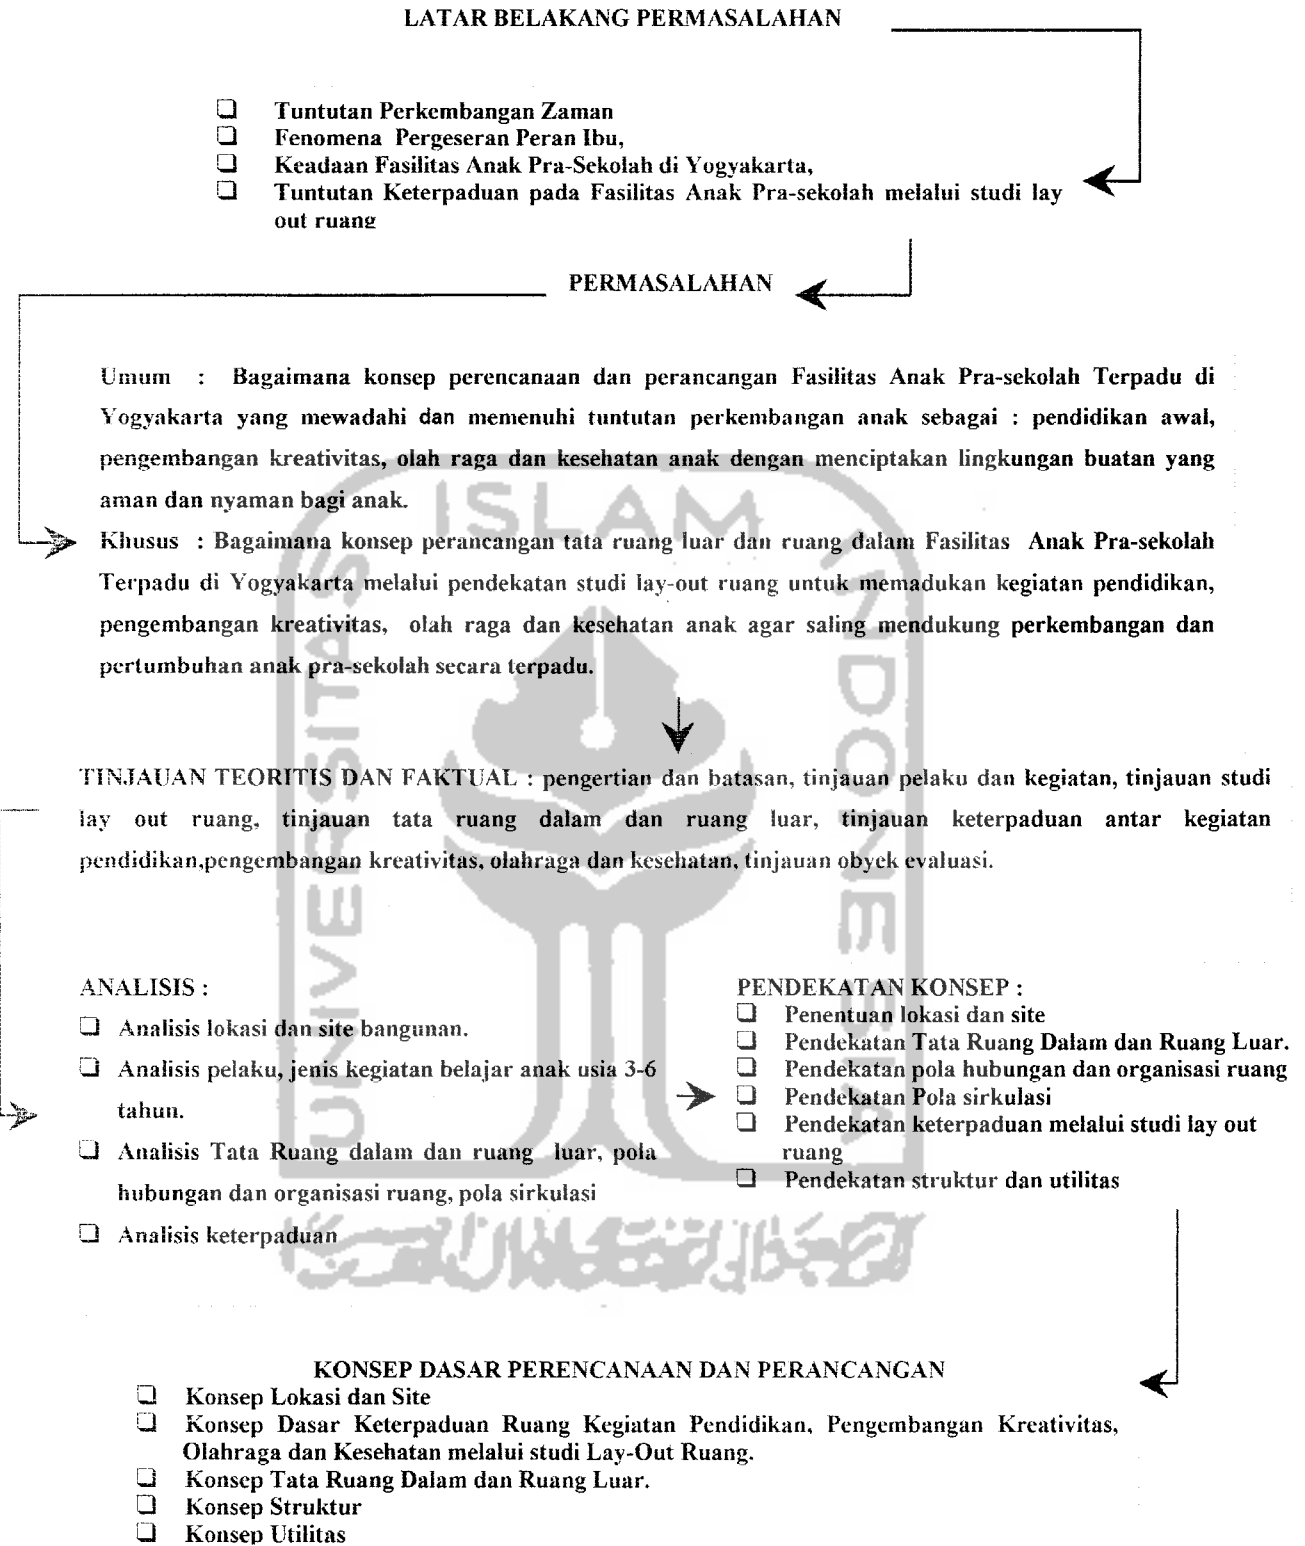 LATAR BELAKANG PERMASALAHAN
❏ Tuntutan Perkembangan Zaman
❏ Fenomena Pergeseran Peran Ibu,
❏ Keadaan Fasilitas Anak Pra-Sekolah di Yogyakarta,
❏ Tuntutan Keterpaduan pada Fasilitas Anak Pra-sekolah melalui studi lay
out ruang
PERMASALAHAN
Umum : Bagaimana konsep perencanaan dan perancangan Fasilitas Anak Pra-sekolah Terpadu di
Yogyakarta yang mewadahi dan memenuhi tuntutan perkembangan anak sebagai : pendidikan awal,
pengembangan kreativitas, olah raga dan kesehatan anak dengan menciptakan lingkungan buatan yang
aman dan nyaman bagi anak.
Khusus : Bagaimana konsep perancangan tata ruang luar dan ruang dalam Fasilitas Anak Pra-sekolah
Terpadu di Yogyakarta melalui pendekatan studi lay-out ruang untuk memadukan kegiatan pendidikan,
pengembangan kreativitas, olah raga dan kesehatan anak agar saling mendukung perkembangan dan
pertumbuhan anak pra-sekolah secara terpadu.
TINJAUAN TEORITIS DAN FAKTUAL : pengertian dan batasan, tinjauan pelaku dan kegiatan, tinjauan studi
lay out ruang, tinjauan tata ruang dalam dan ruang luar, tinjauan keterpaduan antar kegiatan
pendidikan,pengembangan kreativitas, olahraga dan kesehatan, tinjauan obyek evaluasi.
ANALISIS :
❏ Analisis lokasi dan site bangunan.
❏ Analisis pelaku, jenis kegiatan belajar anak usia 3-6
tahun.
❏ Analisis Tata Ruang dalam dan ruang luar, pola
hubungan dan organisasi ruang, pola sirkulasi
❏ Analisis keterpaduan
PENDEKATAN KONSEP :
❏ Penentuan lokasi dan site
❏ Pendekatan Tata Ruang Dalam dan Ruang Luar.
❏ Pendekatan pola hubungan dan organisasi ruang
❏ Pendekatan Pola sirkulasi
❏ Pendekatan keterpaduan melalui studi lay out
ruang
❏ Pendekatan struktur dan utilitas
KONSEP DASAR PERENCANAAN DAN PERANCANGAN
❏ Konsep Lokasi dan Site
❏ Konsep Dasar Keterpaduan Ruang Kegiatan Pendidikan, Pengembangan Kreativitas,
Olahraga dan Kesehatan melalui studi Lay-Out Ruang.
❏ Konsep Tata Ruang Dalam dan Ruang Luar.
❏ Konsep Struktur
❏ Konsep Utilitas
UNIVERSITAS
ISLAM
INDONESIA